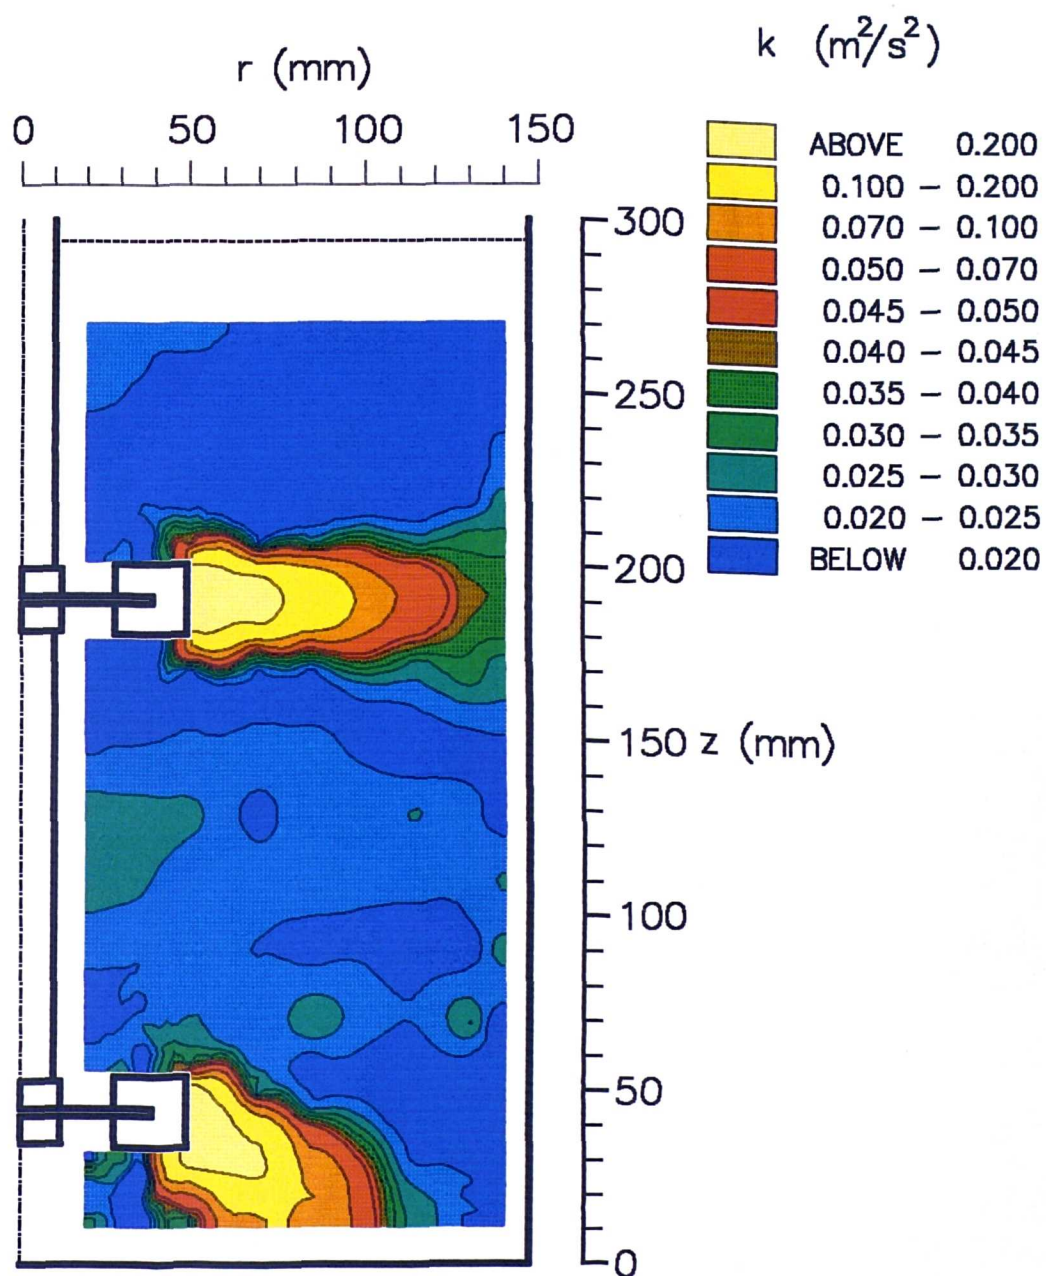 k (m²/s²)
r (mm)
0 50 100 150
ABOVE 0.200
0.100 – 0.200
0.070 – 0.100
0.050 – 0.070
0.045 – 0.050
0.040 – 0.045
0.035 – 0.040
0.030 – 0.035
0.025 – 0.030
0.020 – 0.025
BELOW 0.020
300
250
200
150 z (mm)
100
50
0